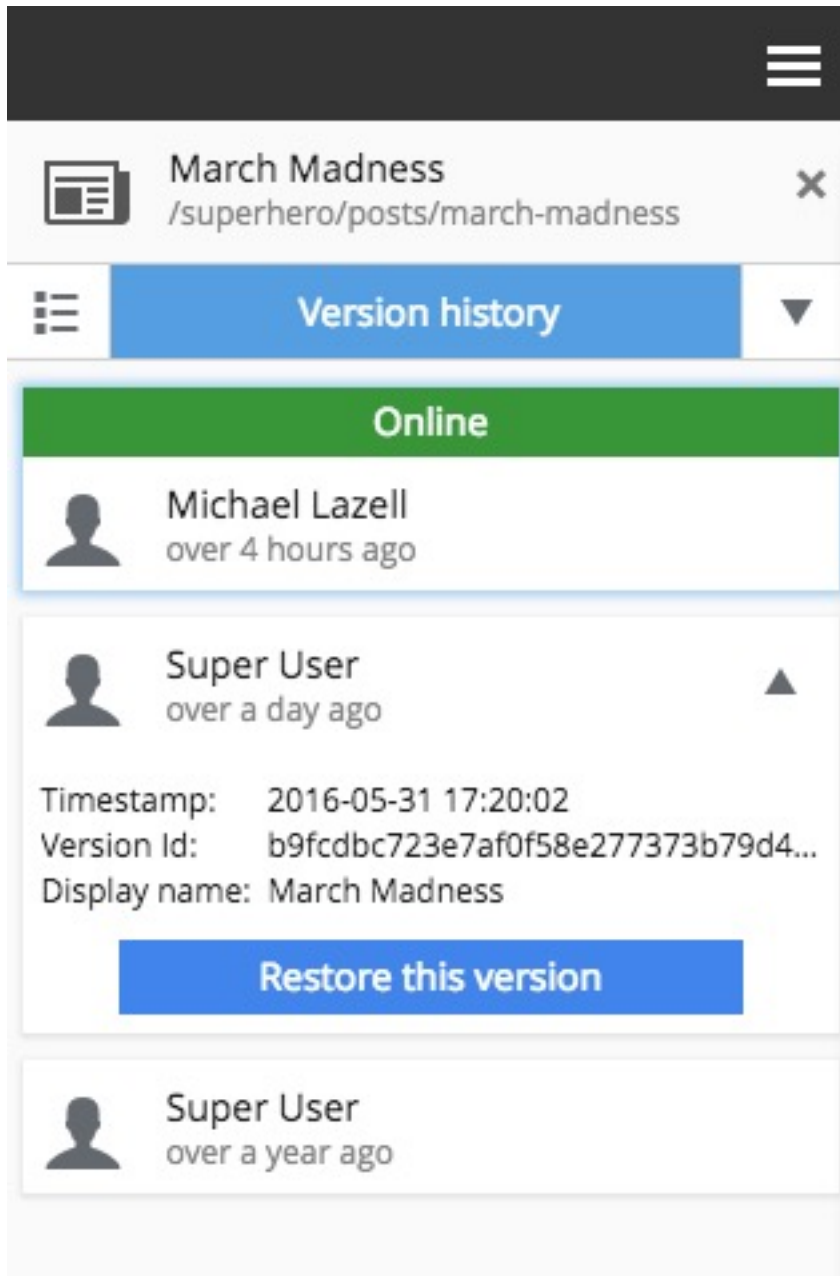 March Madness
/superhero/posts/march-madness
Version history
Online
Michael Lazell
over 4 hours ago
Super User
over a day ago
Timestamp: 2016-05-31 17:20:02
Version Id: b9fcdbc723e7af0f58e277373b79d4...
Display name: March Madness
Restore this version
Super User
over a year ago